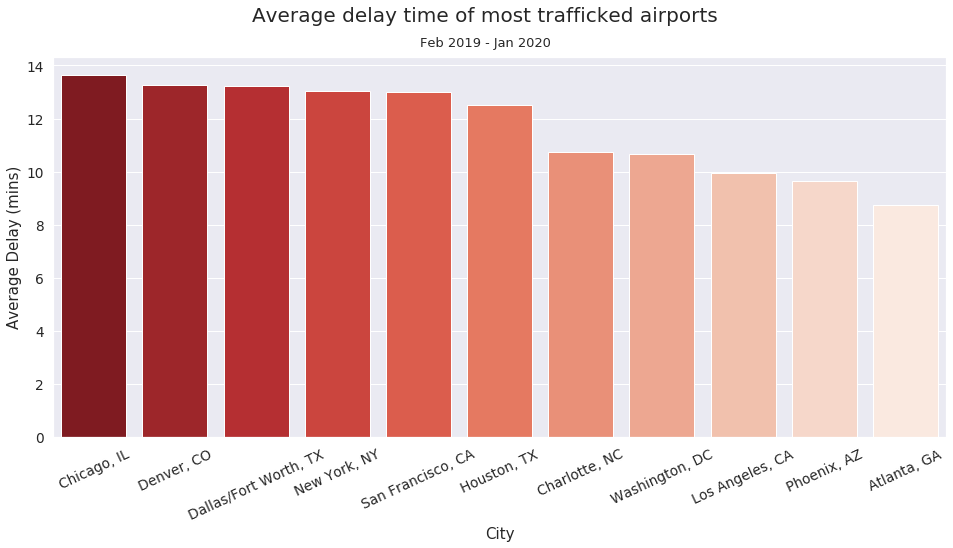 Average delay time of most trafficked airports
Feb 2019 - Jan 2020
Average Delay (mins)
14
12
10
8
6
4
2
0
Chicago, IL
Denver, CO
Dallas/Fort Worth, TX
New York, NY
San Francisco, CA
Houston, TX
Charlotte, NC
Washington, DC
Los Angeles, CA
Phoenix, AZ
Atlanta, GA
City